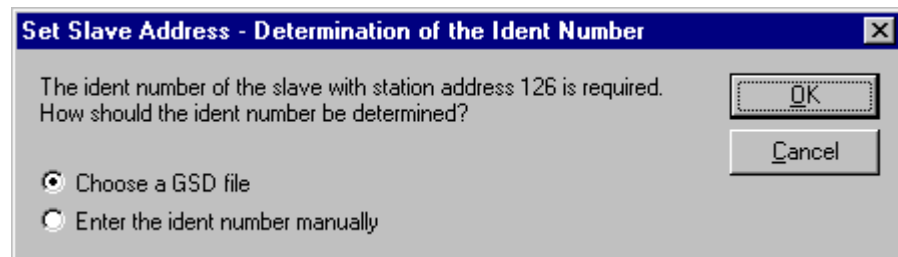 Set Slave Address - Determination of the Ident Number
The ident number of the slave with station address 126 is required.
How should the ident number be determined?
OK
Cancel
Choose a GSD file
Enter the ident number manually